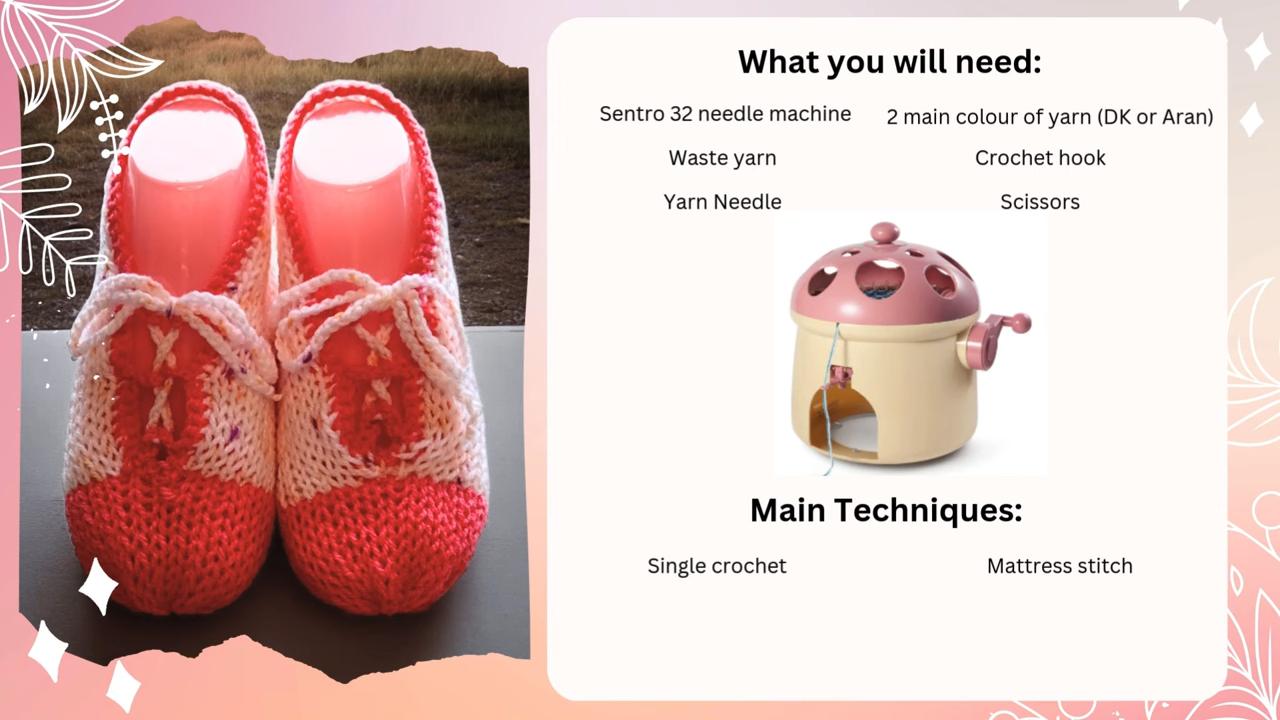 What you will need:
Sentro 32 needle machine
2 main colour of yarn (DK or Aran)
Waste yarn
Crochet hook
Yarn Needle
Scissors
Main Techniques:
Single crochet
Mattress stitch